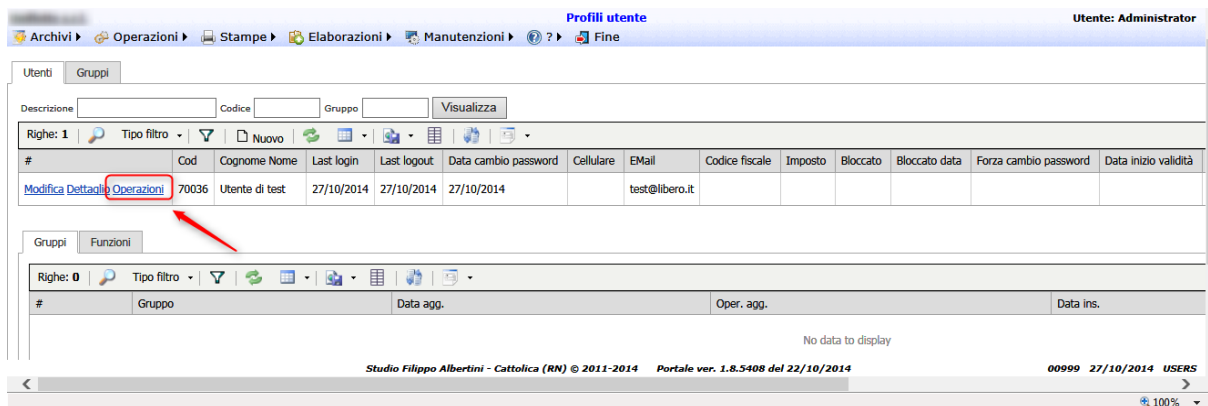 Profili utente
Utente: Administrator
Archivi Operazioni Stampe Elaborazioni Manutenzioni ? Fine
Utenti Gruppi
Descrizione Codice Gruppo Visualizza
Righe: 1 Tipo filtro Nuovo
# Cod Cognome Nome Last login Last logout Data cambio password Cellulare EMail Codice fiscale Imposto Bloccato Bloccato data Forza cambio password Data inizio validità
Modifica Dettaglio Operazioni 70036 Utente di test 27/10/2014 27/10/2014 27/10/2014 test@libero.it
Gruppi Funzioni
Righe: 0 Tipo filtro
# Gruppo Data agg. Oper. agg. Data ins.
No data to display
Studio Filippo Albertini - Cattolica (RN) © 2011-2014 Portale ver. 1.8.5408 del 22/10/2014 00999 27/10/2014 USERS
100%